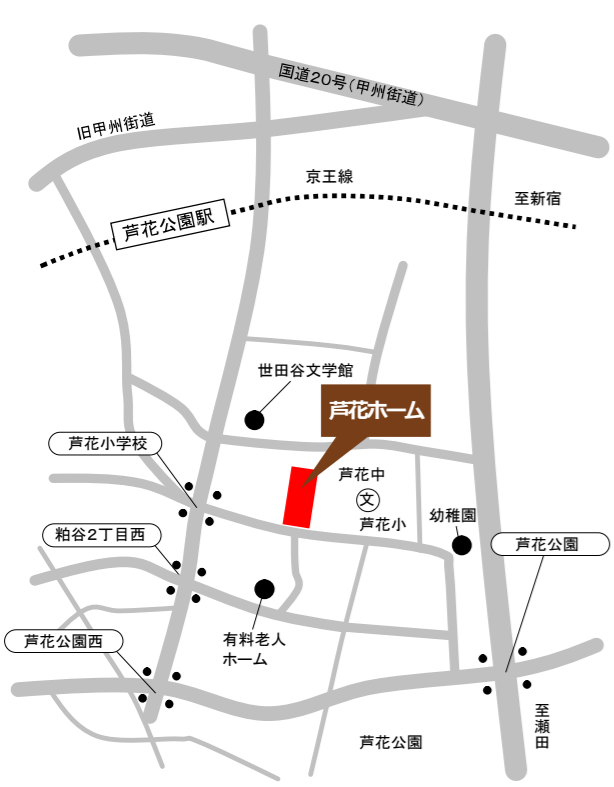 国道20号(甲州街道)
旧甲州街道
京王線
至新宿
芦花公園駅
世田谷文学館
芦花ホーム
芦花小学校
芦花中
文
芦花小
幼稚園
粕谷2丁目西
芦花公園
有料老人
ホーム
芦花公園西
至瀬田
芦花公園